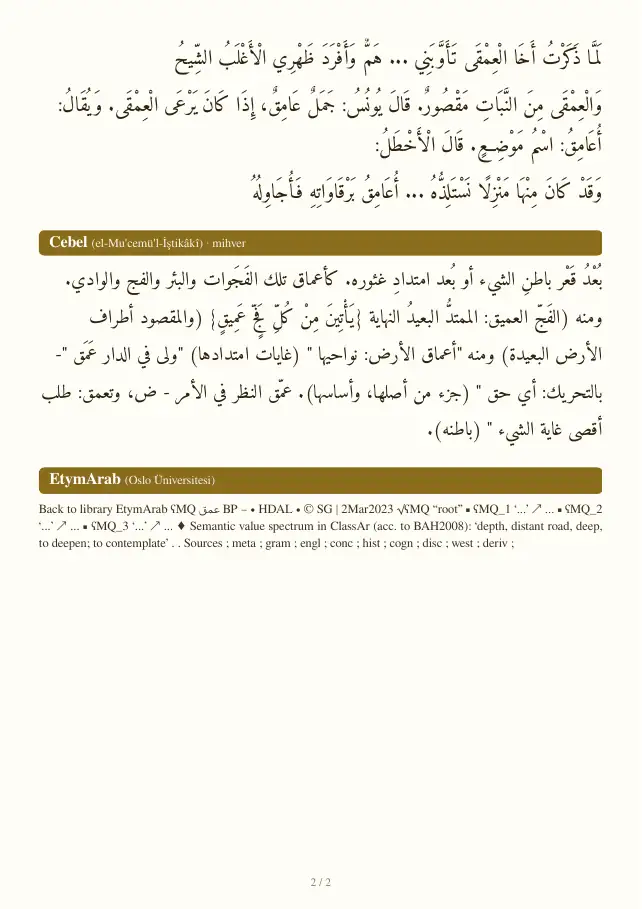 لَمَّا ذَكَرْتُ أَخَا الْعِمْقَى تَأَوَّبَنِي ... هَمٌّ وَأَفْرَدَ ظَهْرِي الْأَغْلَبُ الشِّيحُ
وَالْعِمْقَى مِنَ النَّبَاتِ مَقْصُورٌ. قَالَ يُونُسُ: جَمَلٌ عَامِقٌ، إِذَا كَانَ يَرْعَى الْعِمْقَى. وَيُقَالُ:
أُعَامِقُ: اسْمُ مَوْضِعٍ. قَالَ الْأَخْطَلُ:
وَقَدْ كَانَ مِنْهَا مَنْزِلًا نَسْتَلِذُّهُ ... أُعَامِقُ بَرْقَاوَاتِهِ فَأُجَاوِلُهُ
Cebel (el-Mu'cemü'l-İştikâkî) · mihver
بُعْدُ قَعْر باطنِ الشيء أو بُعد امتدادِ غئوره. كأعماق تلك الفَجَوات والبئر والفج والوادي.
ومنه (الفَجّ العميق: الممتدُّ البعيدُ النهاية {يَأْتِينَ مِنْ كُلِّ فَجٍّ عَمِيقٍ} (والمقصود أطراف
الأرض البعيدة) ومنه "أعماق الأرض: نواحيها " (غايات امتدادها) "ولى في الدار عَمَق "-
بالتحريك: أي حق " (جزء من أصلها، وأساسها). عمّق النظر في الأمر - ض، وتعمق: طلب
أقصى غاية الشيء " (باطنه).
EtymArab (Oslo Üniversitesi)
Back to library EtymArab ʕMQ عمق BP – • HDAL • © SG | 2Mar2023 √ʕMQ “root” ▪ ʕMQ_1 ‘...’ ↗ ... ▪ ʕMQ_2
‘...’ ↗ ... ▪ ʕMQ_3 ‘...’ ↗ ... ♦ Semantic value spectrum in ClassAr (acc. to BAH2008): ‘depth, distant road, deep,
to deepen; to contemplate’ . . Sources ; meta ; gram ; engl ; conc ; hist ; cogn ; disc ; west ; deriv ;
2 / 2